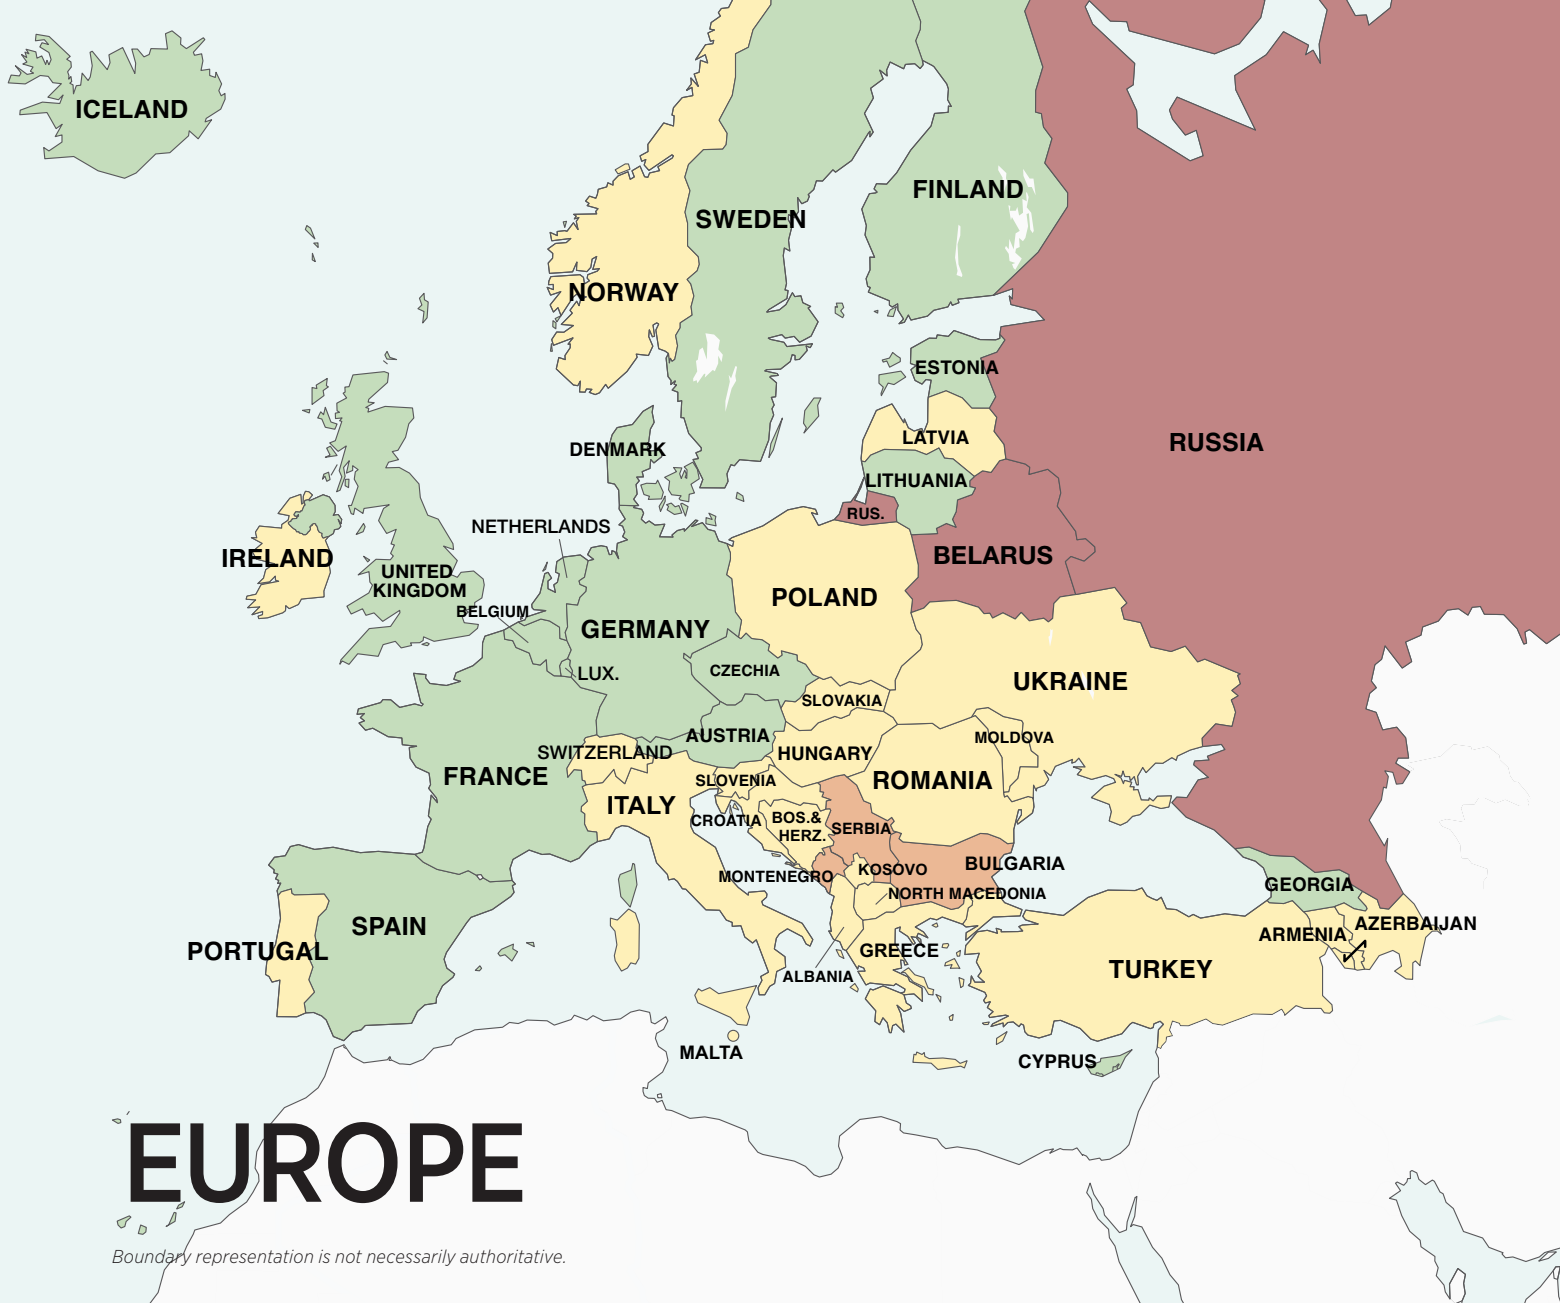 ICELAND
FINLAND
SWEDEN
NORWAY
ESTONIA
LATVIA
RUSSIA
DENMARK
LITHUANIA
RUS.
NETHERLANDS
IRELAND
BELARUS
UNITED
KINGDOM
POLAND
BELGIUM
GERMANY
CZECHIA
LUX.
UKRAINE
SLOVAKIA
AUSTRIA
MOLDOVA
SWITZERLAND
HUNGARY
FRANCE
SLOVENIA
ROMANIA
ITALY
CROATIA
BOS.&
HERZ.
SERBIA
BULGARIA
KOSOVO
MONTENEGRO
GEORGIA
NORTH MACEDONIA
SPAIN
AZERBAIJAN
ARMENIA
PORTUGAL
GREECE
TURKEY
ALBANIA
MALTA
CYPRUS
EUROPE
Boundary representation is not necessarily authoritative.